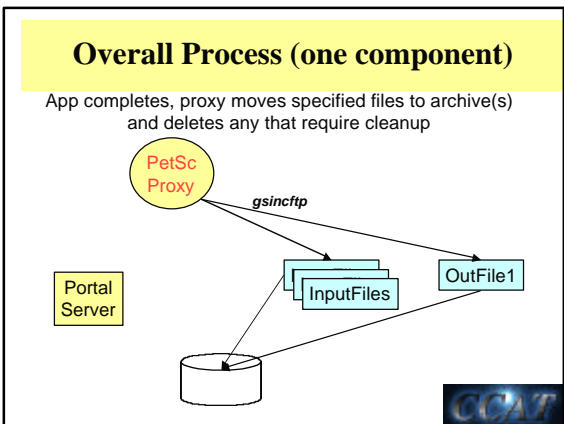 Overall Process (one component)
App completes, proxy moves specified files to archive(s)
and deletes any that require cleanup
PetSc
Proxy
gsincftp
InputFiles
OutFile1
Portal
Server
CCAT